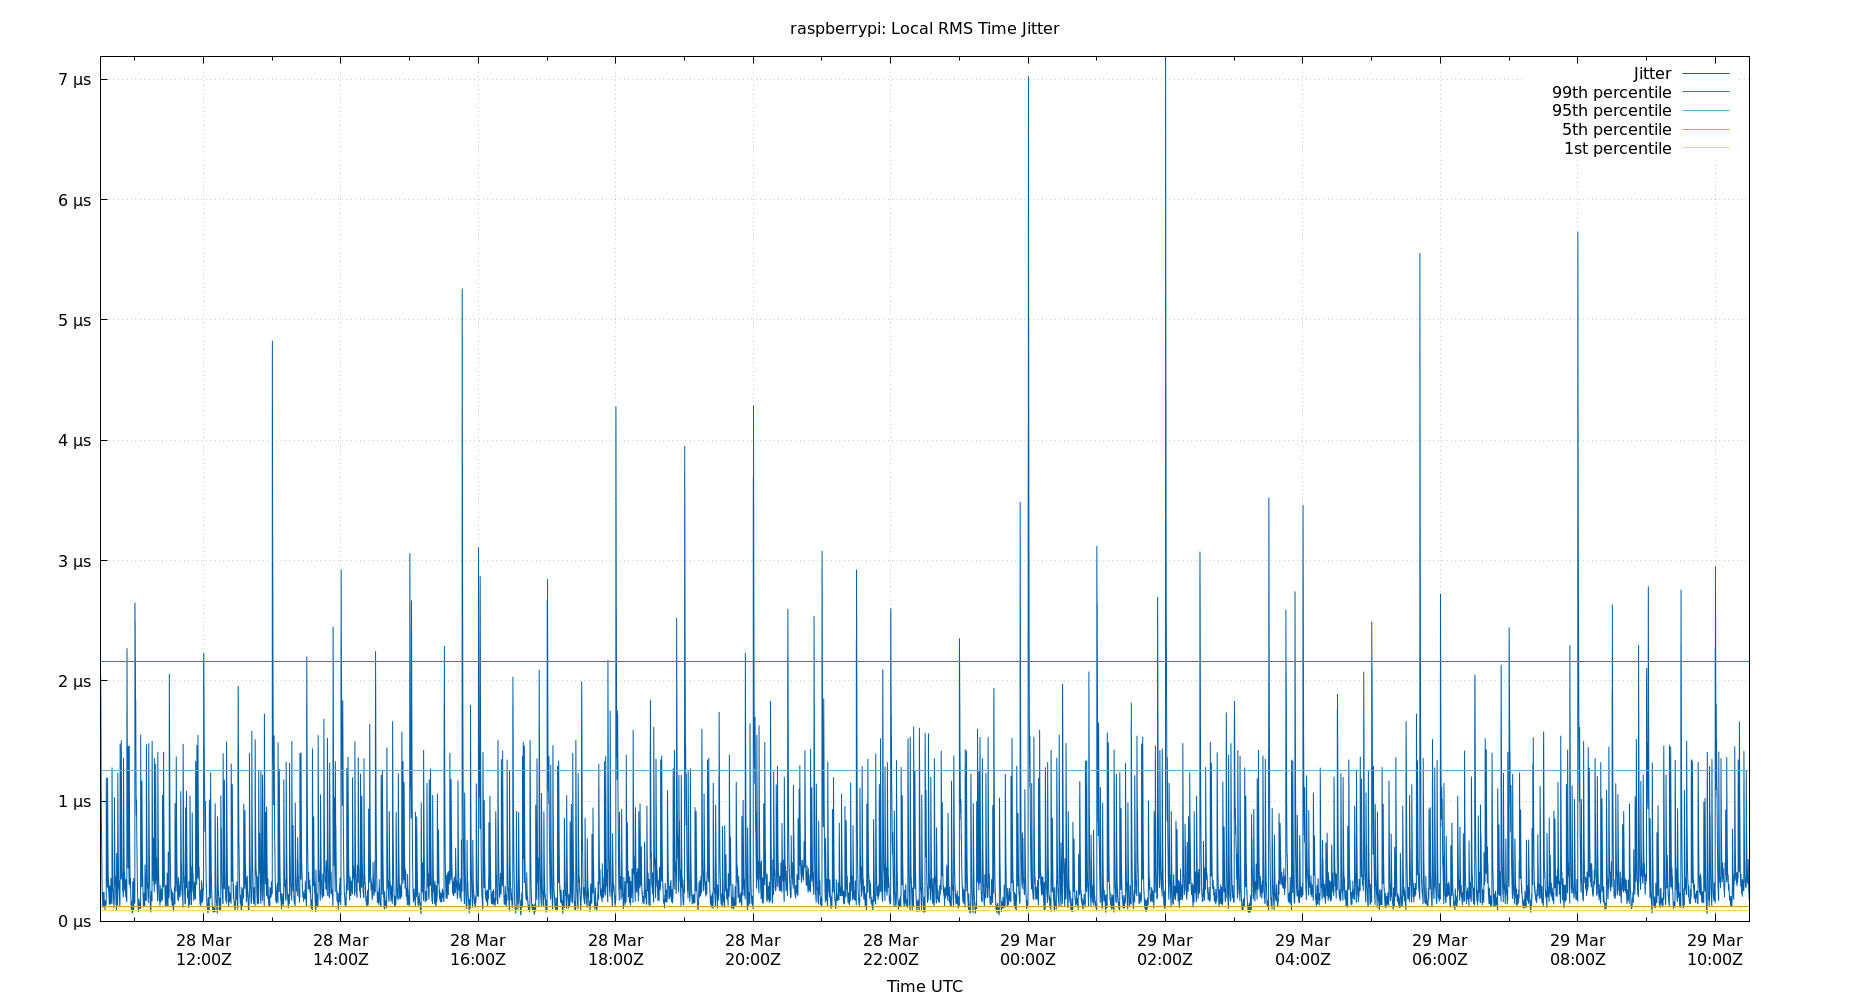 raspberrypi: Local RMS Time Jitter
7 µs
6 µs
5 µs
4 µs
3 µs
2 µs
1 µs
0 µs
Jitter
99th percentile
95th percentile
5th percentile
1st percentile
28 Mar
12:00Z
28 Mar
14:00Z
28 Mar
16:00Z
28 Mar
18:00Z
28 Mar
20:00Z
28 Mar
22:00Z
29 Mar
00:00Z
29 Mar
02:00Z
29 Mar
04:00Z
29 Mar
06:00Z
29 Mar
08:00Z
29 Mar
10:00Z
Time UTC